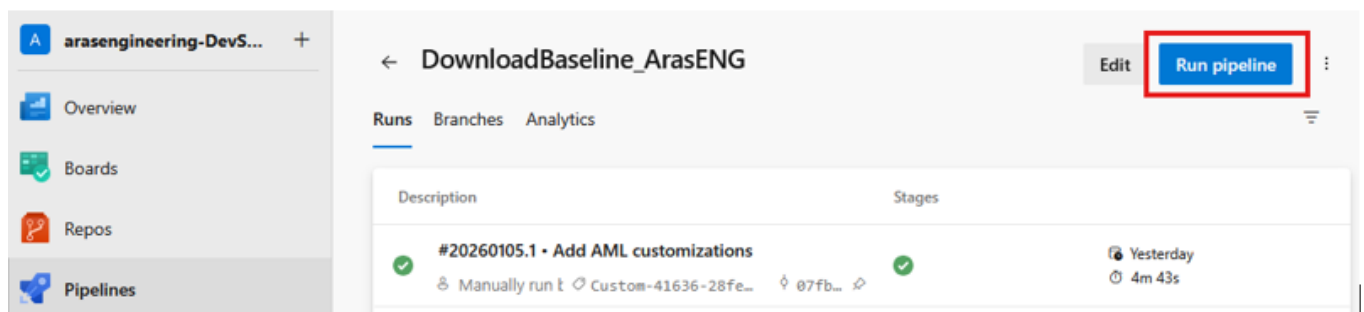 A arasengineering-DevS... +
Overview
Boards
Repos
Pipelines
← DownloadBaseline_ArasENG
Edit
Run pipeline
Runs Branches Analytics
Description Stages
#20260105.1 • Add AML customizations
Manually run Custom-41636-28fe… 07fb…
Yesterday
4m 43s